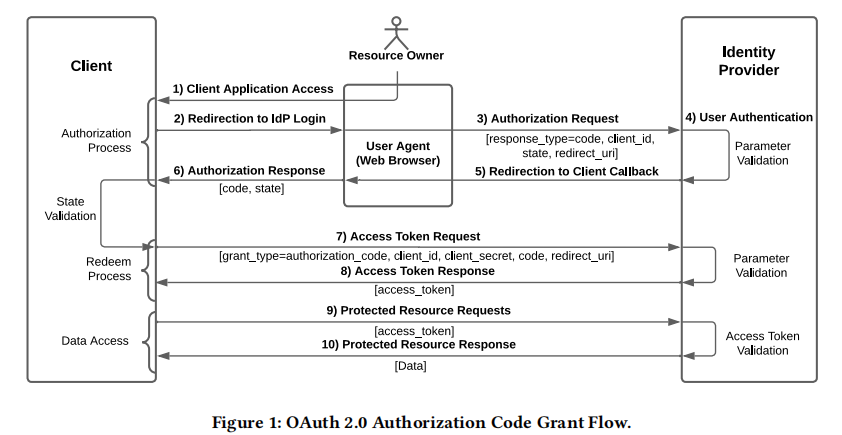 Resource Owner
Client
Identity
Provider
1) Client Application Access
2) Redirection to IdP Login
3) Authorization Request
4) User Authentication
Authorization
Process
User Agent
(Web Browser)
[response_type=code, client_id,
state, redirect_uri]
Parameter
Validation
6) Authorization Response
5) Redirection to Client Callback
[code, state]
State
Validation
7) Access Token Request
[grant_type=authorization_code, client_id, client_secret, code, redirect_uri]
Redeem
Process
8) Access Token Response
Parameter
Validation
[access_token]
9) Protected Resource Requests
[access_token]
Data Access
10) Protected Resource Response
Access Token
Validation
[Data]
Figure 1: OAuth 2.0 Authorization Code Grant Flow.